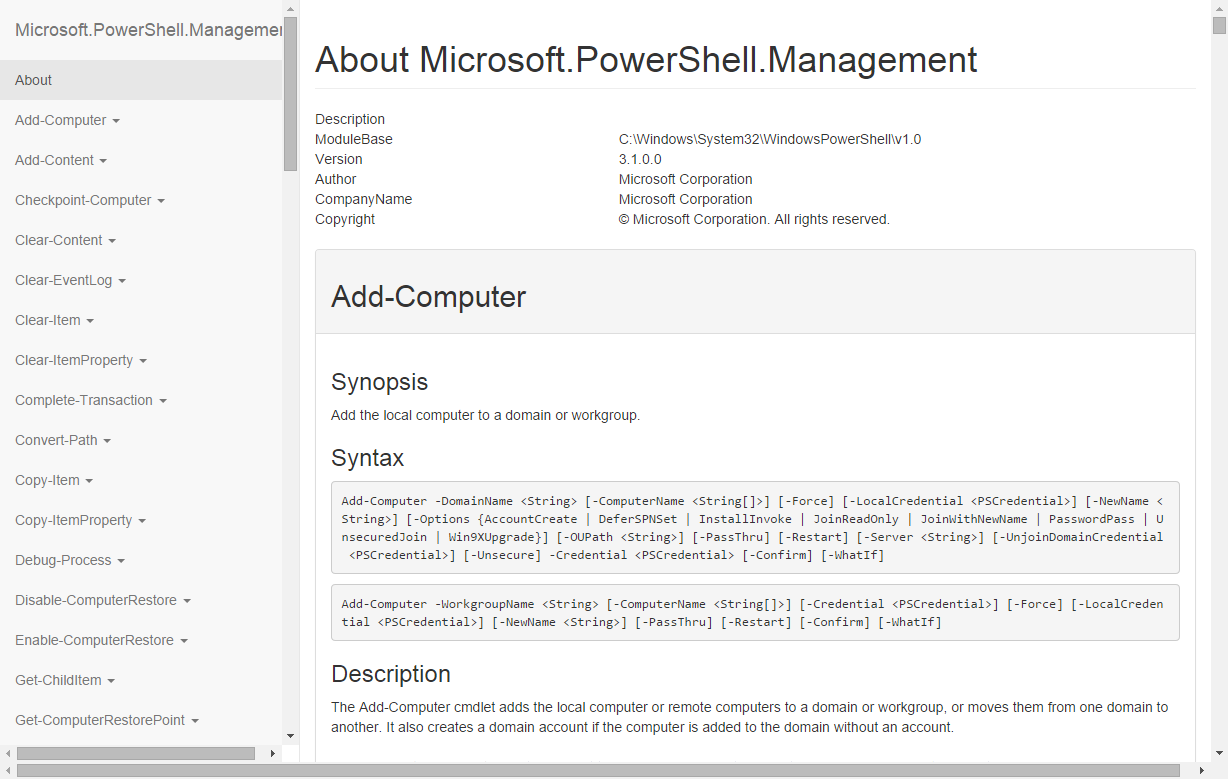 Microsoft.PowerShell.Managemen
About
Add-Computer
Add-Content
Checkpoint-Computer
Clear-Content
Clear-EventLog
Clear-Item
Clear-ItemProperty
Complete-Transaction
Convert-Path
Copy-Item
Copy-ItemProperty
Debug-Process
Disable-ComputerRestore
Enable-ComputerRestore
Get-ChildItem
Get-ComputerRestorePoint
About Microsoft.PowerShell.Management
Description
ModuleBase C:\Windows\System32\WindowsPowerShell\v1.0
Version 3.1.0.0
Author Microsoft Corporation
CompanyName Microsoft Corporation
Copyright © Microsoft Corporation. All rights reserved.
Add-Computer
Synopsis
Add the local computer to a domain or workgroup.
Syntax
Add-Computer -DomainName <String> [-ComputerName <String[]>] [-Force] [-LocalCredential <PSCredential>] [-NewName <
String>] [-Options {AccountCreate | DeferSPNSet | InstallInvoke | JoinReadOnly | JoinWithNewName | PasswordPass | U
nsecuredJoin | Win9XUpgrade}] [-OUPath <String>] [-PassThru] [-Restart] [-Server <String>] [-UnjoinDomainCredential
<PSCredential>] [-Unsecure] -Credential <PSCredential> [-Confirm] [-WhatIf]
Add-Computer -WorkgroupName <String> [-ComputerName <String[]>] [-Credential <PSCredential>] [-Force] [-LocalCreden
tial <PSCredential>] [-NewName <String>] [-PassThru] [-Restart] [-Confirm] [-WhatIf]
Description
The Add-Computer cmdlet adds the local computer or remote computers to a domain or workgroup, or moves them from one domain to
another. It also creates a domain account if the computer is added to the domain without an account.